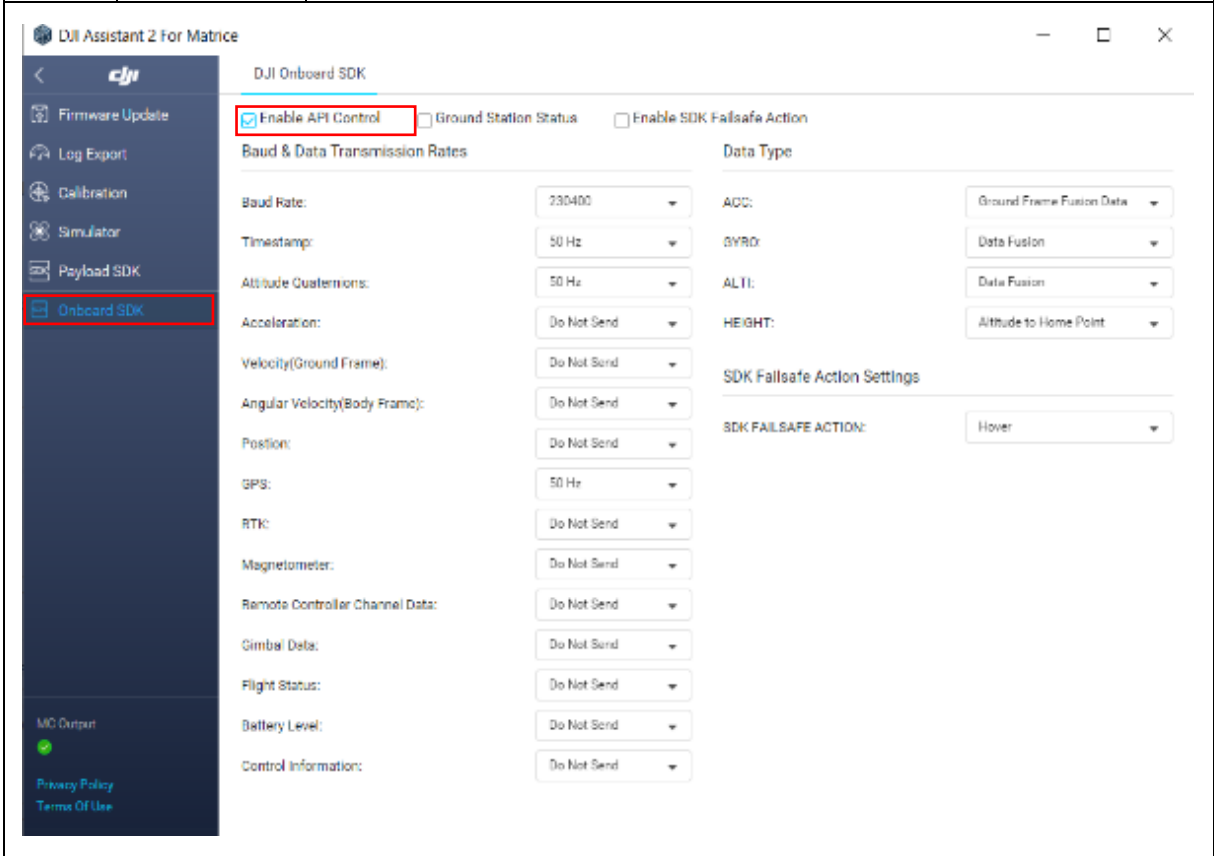 DJI Assistant 2 For Matrice
dji
Firmware Update
Log Export
Calibration
Simulator
Payload SDK
Onboard SDK
MC Output
Privacy Policy
Terms Of Use
DJI Onboard SDK
Enable API Control Ground Station Status Enable SDK Failsafe Action
Baud & Data Transmission Rates
Baud Rate: 230400
Timestamp: 50 Hz
Attitude Quaternions: 50 Hz
Acceleration: Do Not Send
Velocity(Ground Frame): Do Not Send
Angular Velocity(Body Frame): Do Not Send
Postion: Do Not Send
GPS: 50 Hz
RTK: Do Not Send
Magnetometer: Do Not Send
Remote Controller Channel Data: Do Not Send
Gimbal Data: Do Not Send
Flight Status: Do Not Send
Battery Level: Do Not Send
Control Information: Do Not Send
Data Type
ACC: Ground Frame Fusion Data
GYRO: Data Fusion
ALTI: Data Fusion
HEIGHT: Altitude to Home Point
SDK Failsafe Action Settings
SDK FAILSAFE ACTION: Hover